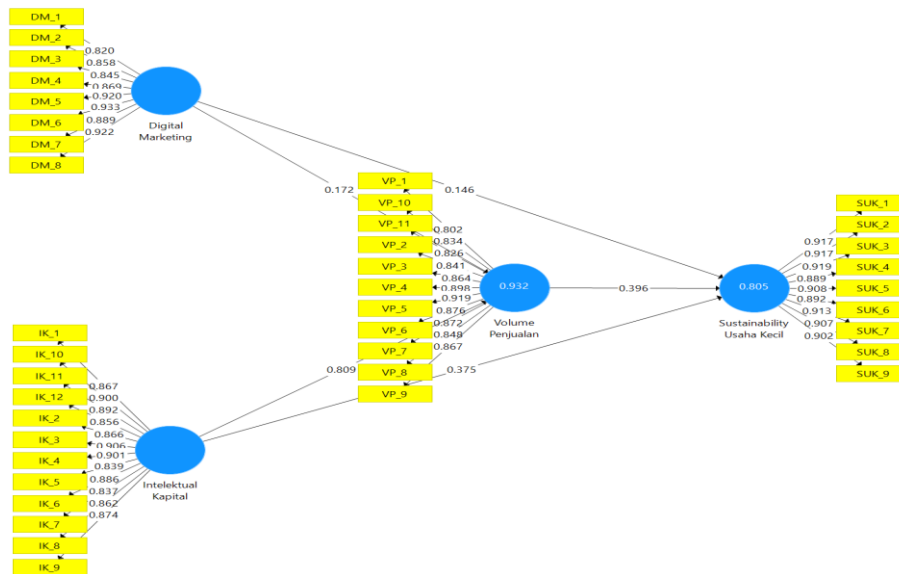 DM_1
DM_2
DM_3
DM_4
DM_5
DM_6
DM_7
DM_8
0.820
0.858
0.845
0.869
0.920
0.933
0.889
0.922
Digital
Marketing
0.172
0.146
VP_1
VP_10
VP_11
VP_2
VP_3
VP_4
VP_5
VP_6
VP_7
VP_8
VP_9
0.802
0.834
0.826
0.841
0.864
0.898
0.919
0.876
0.872
0.848
0.867
0.932
Volume
Penjualan
0.396
0.805
Sustainability
Usaha Kecil
0.917
0.917
0.919
0.889
0.908
0.892
0.913
0.907
0.902
SUK_1
SUK_2
SUK_3
SUK_4
SUK_5
SUK_6
SUK_7
SUK_8
SUK_9
IK_1
IK_10
IK_11
IK_12
IK_2
IK_3
IK_4
IK_5
IK_6
IK_7
IK_8
IK_9
0.867
0.900
0.892
0.856
0.866
0.906
0.901
0.839
0.886
0.837
0.862
0.874
Intelektual
Kapital
0.809
0.375